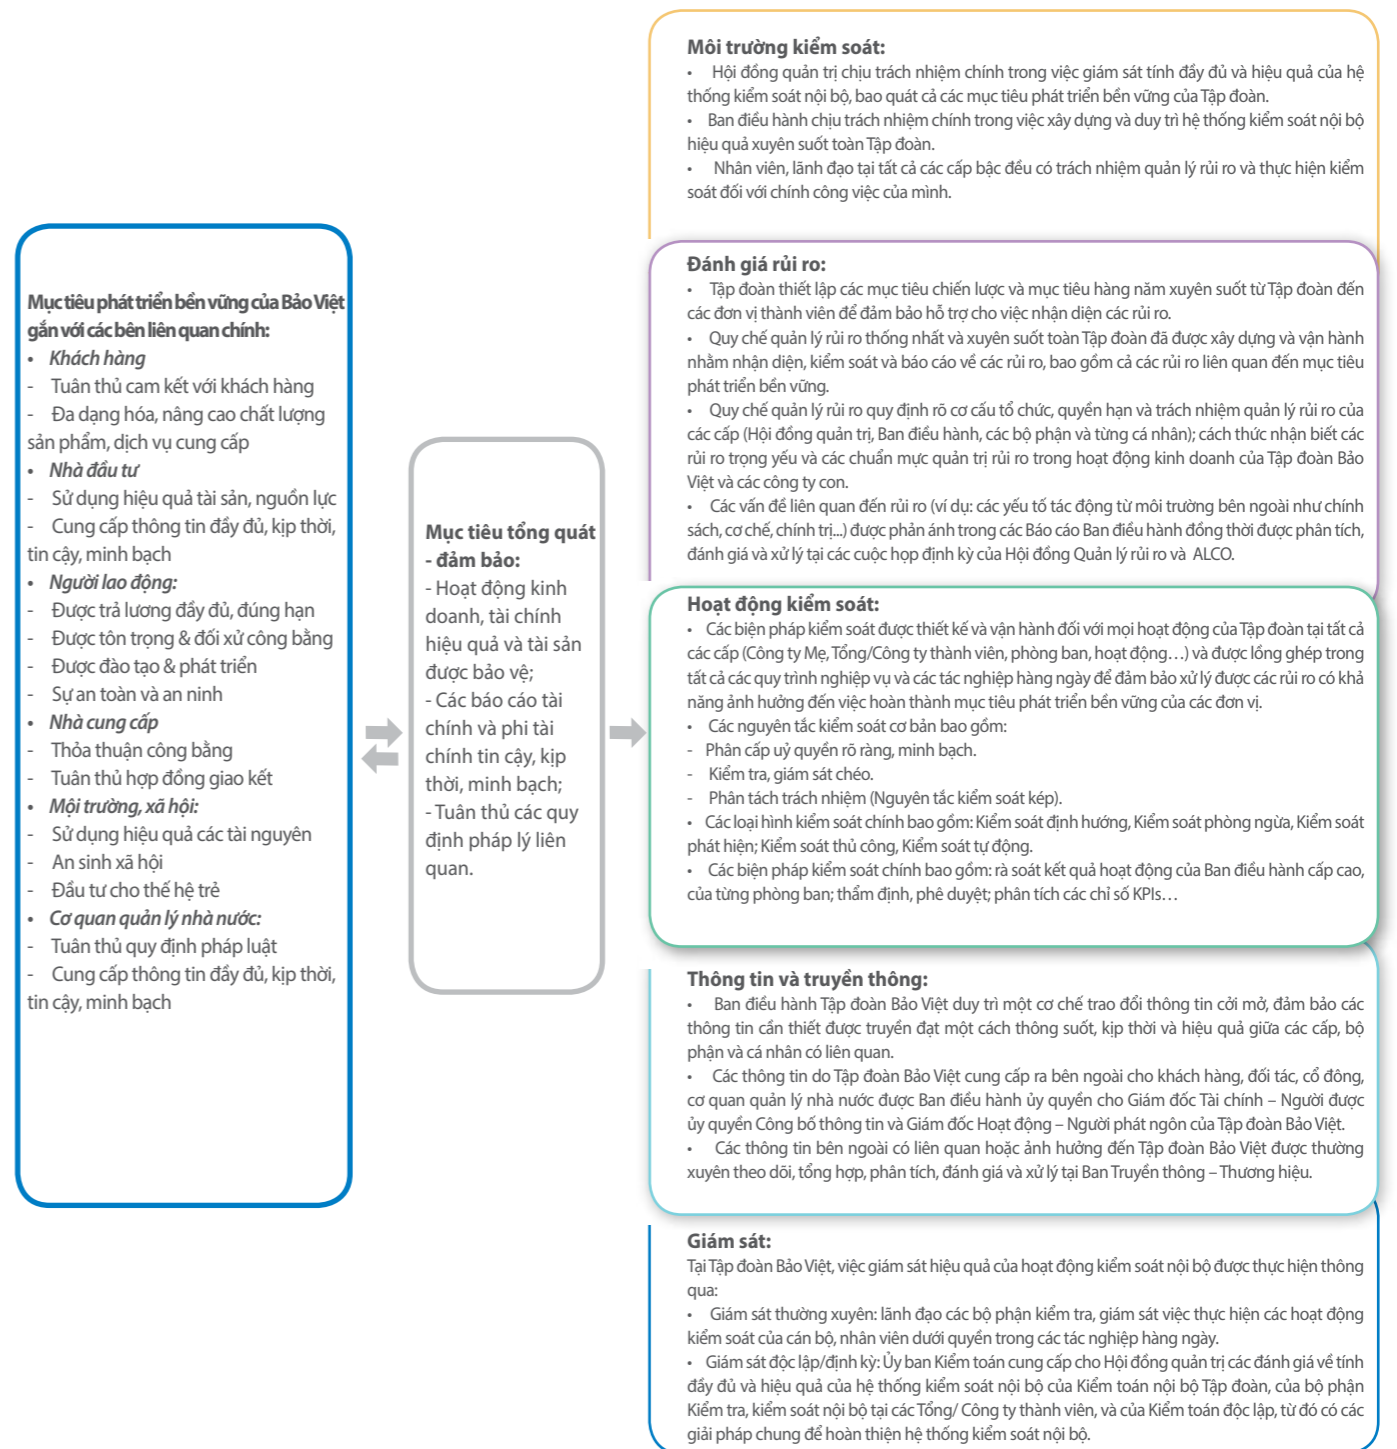 Mục tiêu phát triển bền vững của Bảo Việt
gắn với các bên liên quan chính:
• Khách hàng
- Tuân thủ cam kết với khách hàng
- Đa dạng hóa, nâng cao chất lượng
sản phẩm, dịch vụ cung cấp
• Nhà đầu tư
- Sử dụng hiệu quả tài sản, nguồn lực
- Cung cấp thông tin đầy đủ, kịp thời,
tin cậy, minh bạch
• Người lao động:
- Được trả lương đầy đủ, đúng hạn
- Được tôn trọng & đối xử công bằng
- Được đào tạo & phát triển
- Sự an toàn và an ninh
• Nhà cung cấp
- Thỏa thuận công bằng
- Tuân thủ hợp đồng giao kết
• Mội trường, xã hội:
- Sử dụng hiệu quả các tài nguyên
- An sinh xã hội
- Đầu tư cho thế hệ trẻ
• Cơ quan quản lý nhà nước:
- Tuân thủ quy định pháp luật
- Cung cấp thông tin đầy đủ, kịp thời,
tin cậy, minh bạch
Mục tiêu tổng quát
- đảm bảo:
- Hoạt động kinh
doanh, tài chính
hiệu quả và tài sản
được bảo vệ;
- Các báo cáo tài
chính và phi tài
chính tin cậy, kịp
thời, minh bạch;
- Tuân thủ các quy
định pháp lý liên
quan.
Môi trường kiểm soát:
• Hội đồng quản trị chịu trách nhiệm chính trong việc giám sát tính đầy đủ và hiệu quả của hệ
thống kiểm soát nội bộ, bao quát cả các mục tiêu phát triển bền vững của Tập đoàn.
• Ban điều hành chịu trách nhiệm chính trong việc xây dựng và duy trì hệ thống kiểm soát nội bộ
hiệu quả xuyên suốt toàn Tập đoàn.
• Nhân viên, lãnh đạo tại tất cả các cấp bậc đều có trách nhiệm quản lý rủi ro và thực hiện kiểm
soát đối với chính công việc của mình.
Đánh giá rủi ro:
• Tập đoàn thiết lập các mục tiêu chiến lược và mục tiêu hàng năm xuyên suốt từ Tập đoàn đến
các đơn vị thành viên để đảm bảo hỗ trợ cho việc nhận diện các rủi ro.
• Quy chế quản lý rủi ro thống nhất và xuyên suốt toàn Tập đoàn đã được xây dựng và vận hành
nhằm nhận diện, kiểm soát và báo cáo về các rủi ro, bao gồm cả các rủi ro liên quan đến mục tiêu
phát triển bền vững.
• Quy chế quản lý rủi ro quy định rõ cơ cấu tổ chức, quyền hạn và trách nhiệm quản lý rủi ro của
các cấp (Hội đồng quản trị, Ban điều hành, các bộ phận và từng cá nhân); cách thức nhận biết các
rủi ro trọng yếu và các chuẩn mực quản trị rủi ro trong hoạt động kinh doanh của Tập đoàn Bảo
Việt và các công ty con.
• Các vấn đề liên quan đến rủi ro (ví dụ: các yếu tố tác động từ môi trường bên ngoài như chính
sách, cơ chế, chính trị...) được phản ánh trong các Báo cáo Ban điều hành đồng thời được phân tích,
đánh giá và xử lý tại các cuộc họp định kỳ của Hội đồng Quản lý rủi ro và ALCO.
Hoạt động kiểm soát:
• Các biện pháp kiểm soát được thiết kế và vận hành đối với mọi hoạt động của Tập đoàn tại tất cả
các cấp (Công ty Mẹ, Tổng/Công ty thành viên, phòng ban, hoạt động…) và được lồng ghép trong
tất cả các quy trình nghiệp vụ và các tác nghiệp hàng ngày để đảm bảo xử lý được các rủi ro có khả
năng ảnh hưởng đến việc hoàn thành mục tiêu phát triển bền vững của các đơn vị.
• Các nguyên tắc kiểm soát cơ bản bao gồm:
- Phân cấp uỷ quyền rõ ràng, minh bạch.
- Kiểm tra, giám sát chéo.
- Phân tách trách nhiệm (Nguyên tắc kiểm soát kép).
• Các loại hình kiểm soát chính bao gồm: Kiểm soát định hướng, Kiểm soát phòng ngừa, Kiểm soát
phát hiện; Kiểm soát thủ công, Kiểm soát tự động.
• Các biện pháp kiểm soát chính bao gồm: rà soát kết quả hoạt động của Ban điều hành cấp cao,
của từng phòng ban; thẩm định, phê duyệt; phân tích các chỉ số KPIs…
Thông tin và truyền thông:
• Ban điều hành Tập đoàn Bảo Việt duy trì một cơ chế trao đổi thông tin cởi mở, đảm bảo các
thông tin cần thiết được truyền đạt một cách thông suốt, kịp thời và hiệu quả giữa các cấp, bộ
phận và cá nhân có liên quan.
• Các thông tin do Tập đoàn Bảo Việt cung cấp ra bên ngoài cho khách hàng, đối tác, cổ đông,
cơ quan quản lý nhà nước được Ban điều hành ủy quyền cho Giám đốc Tài chính – Người được
ủy quyền Công bố thông tin và Giám đốc Hoạt động – Người phát ngôn của Tập đoàn Bảo Việt.
• Các thông tin bên ngoài có liên quan hoặc ảnh hưởng đến Tập đoàn Bảo Việt được thường
xuyên theo dõi, tổng hợp, phân tích, đánh giá và xử lý tại Ban Truyền thông – Thương hiệu.
Giám sát:
Tại Tập đoàn Bảo Việt, việc giám sát hiệu quả của hoạt động kiểm soát nội bộ được thực hiện thông
qua:
• Giám sát thường xuyên: lãnh đạo các bộ phận kiểm tra, giám sát việc thực hiện các hoạt động
kiểm soát của cán bộ, nhân viên dưới quyền trong các tác nghiệp hàng ngày.
• Giám sát độc lập/định kỳ: Ủy ban Kiểm toán cung cấp cho Hội đồng quản trị các đánh giá về tính
đầy đủ và hiệu quả của hệ thống kiểm soát nội bộ của Kiểm toán nội bộ Tập đoàn, của bộ phận
Kiểm tra, kiểm soát nội bộ tại các Tổng/ Công ty thành viên, và của Kiểm toán độc lập, từ đó có các
giải pháp chung để hoàn thiện hệ thống kiểm soát nội bộ.